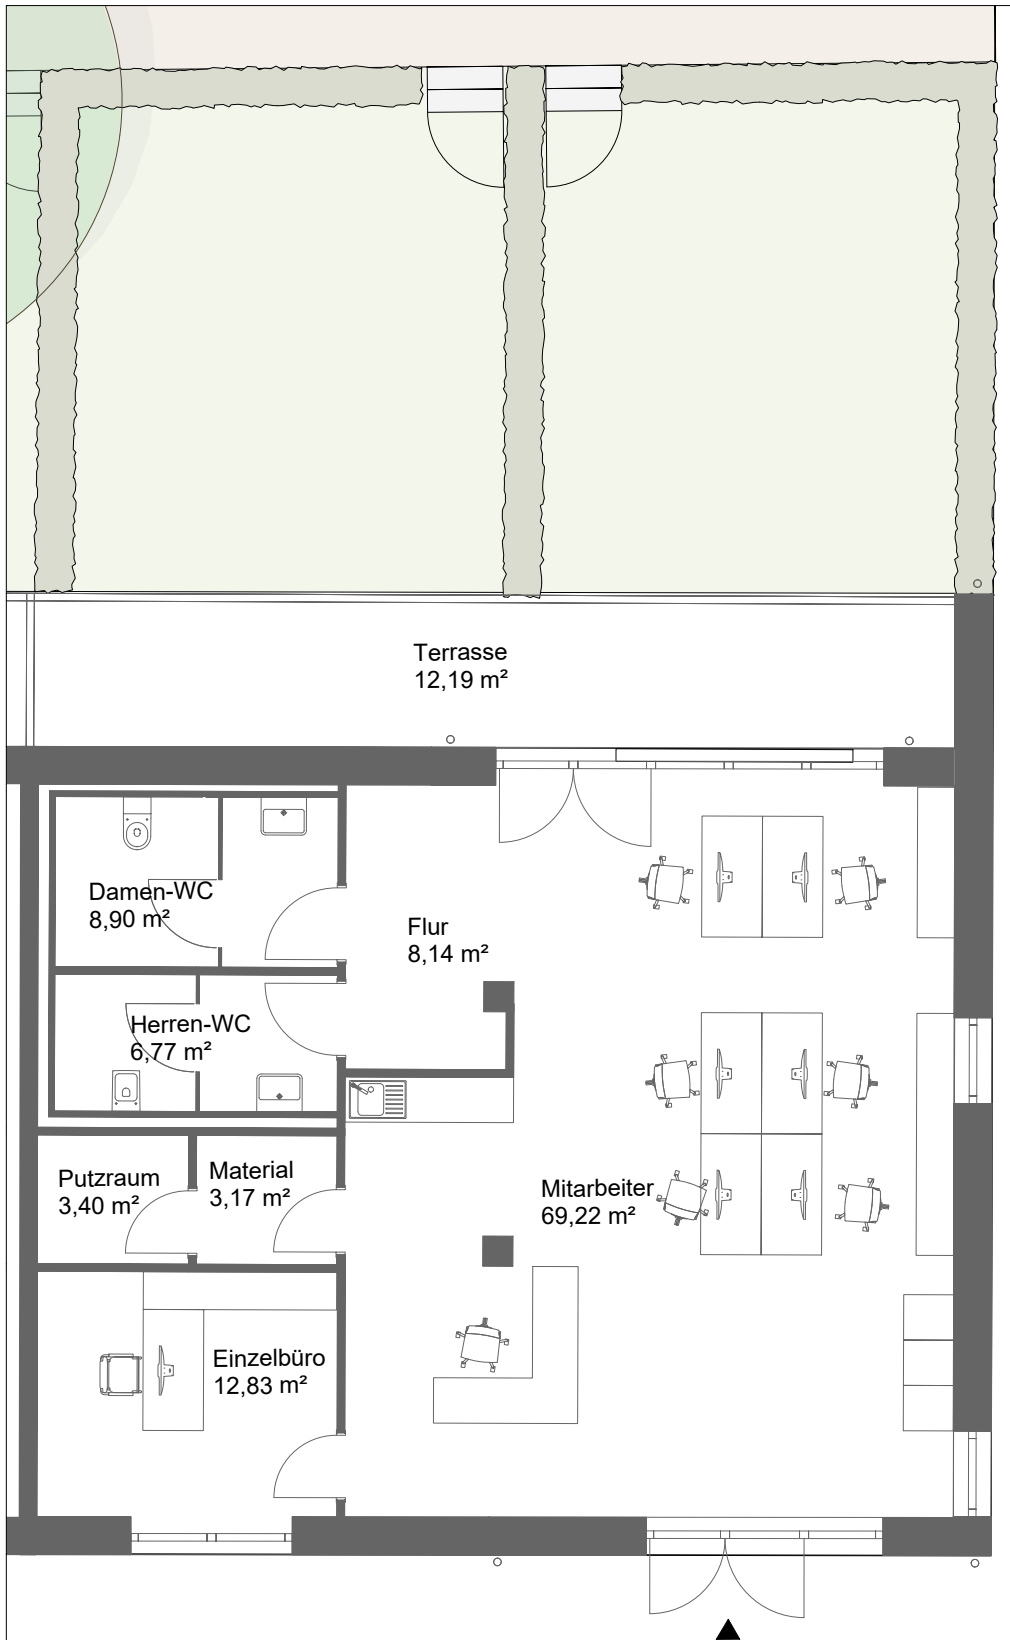 Terrasse
12,19 m²
Damen-WC
8,90 m²
Flur
8,14 m²
Herren-WC
6,77 m²
Putzraum
3,40 m²
Material
3,17 m²
Mitarbeiter
69,22 m²
Einzelbüro
12,83 m²